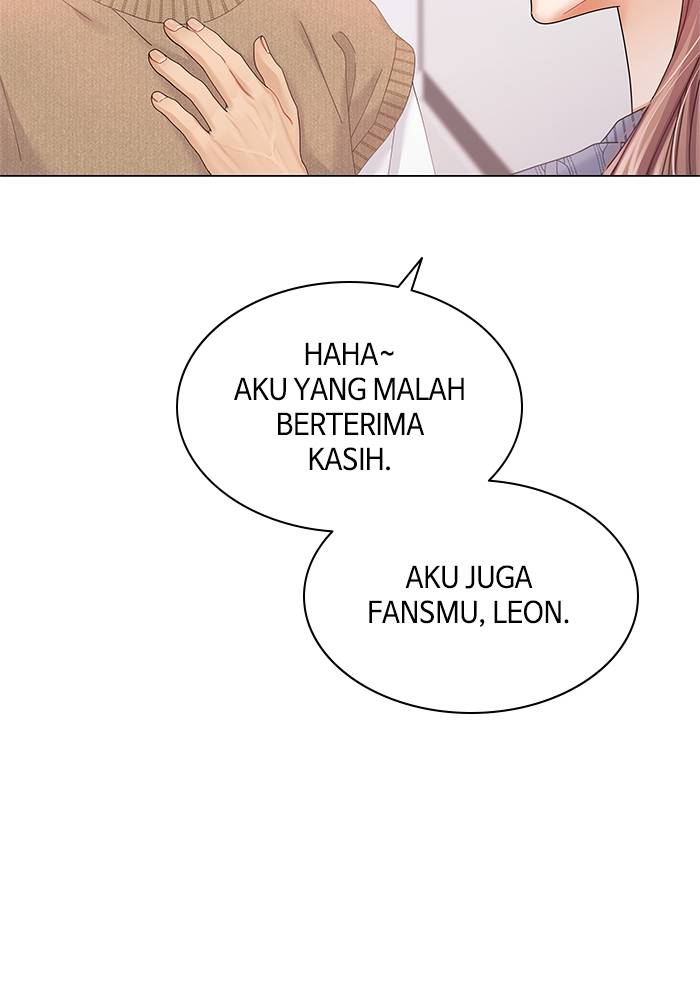 HAHA~
AKU YANG MALAH
BERTERIMA
KASIH.
AKU JUGA
FANSMU, LEON.